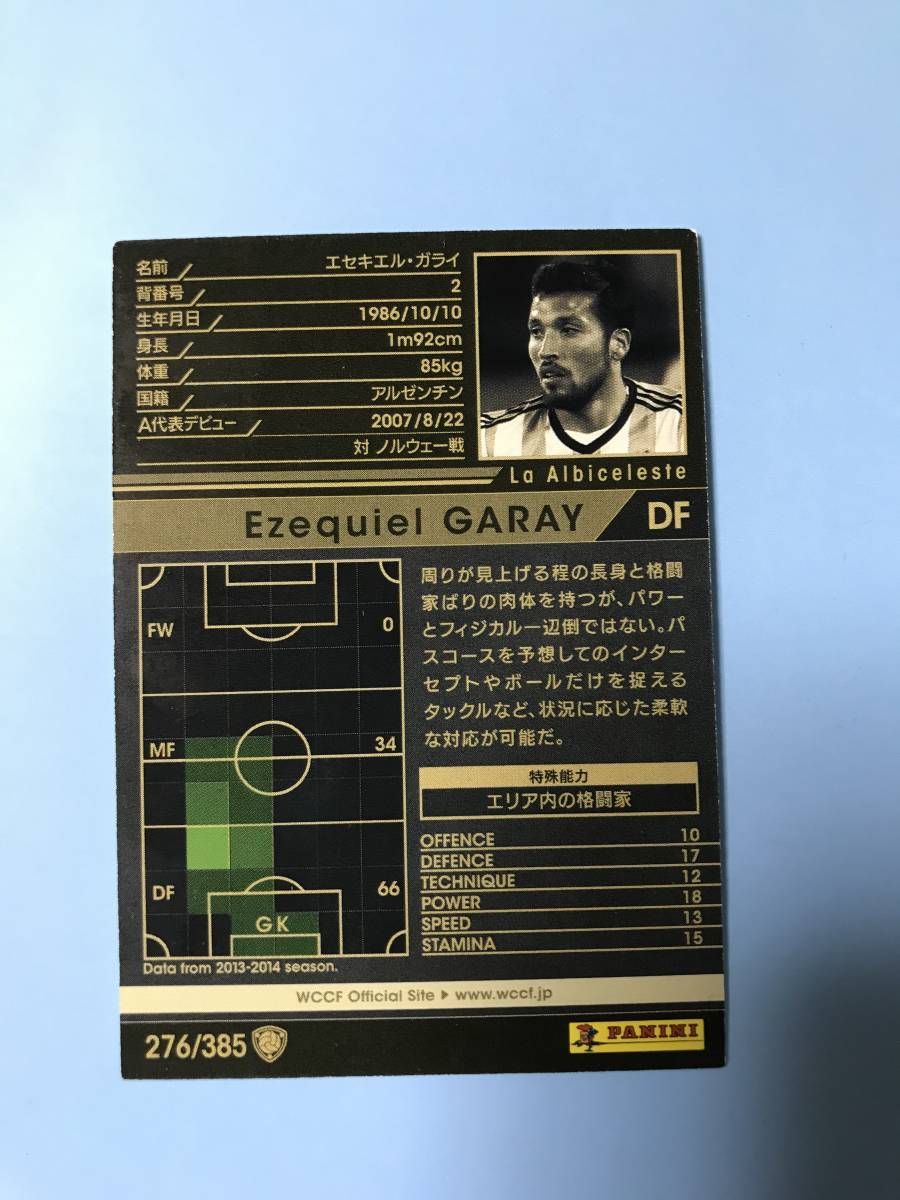 名前 エセキエル・ガライ
背番号 2
生年月日 1986/10/10
身長 1m92cm
体重 85kg
国籍 アルゼンチン
A代表デビュー 2007/8/22
対 ノルウェー戦
La Albiceleste
Ezequiel GARAY DF
FW 0
MF 34
DF 66
GK
Data from 2013-2014 season.
周りが見上げる程の長身と格闘
家ばりの肉体を持つが、パワー
とフィジカル一辺倒ではない。パ
スコースを予想してのインター
セプトやボールだけを捉える
タックルなど、状況に応じた柔軟
な対応が可能だ。
特殊能力
エリア内の格闘家
OFFENCE 10
DEFENCE 17
TECHNIQUE 12
POWER 18
SPEED 13
STAMINA 15
WCCF Official Site ▶ www.wccf.jp
276/385
PANINI